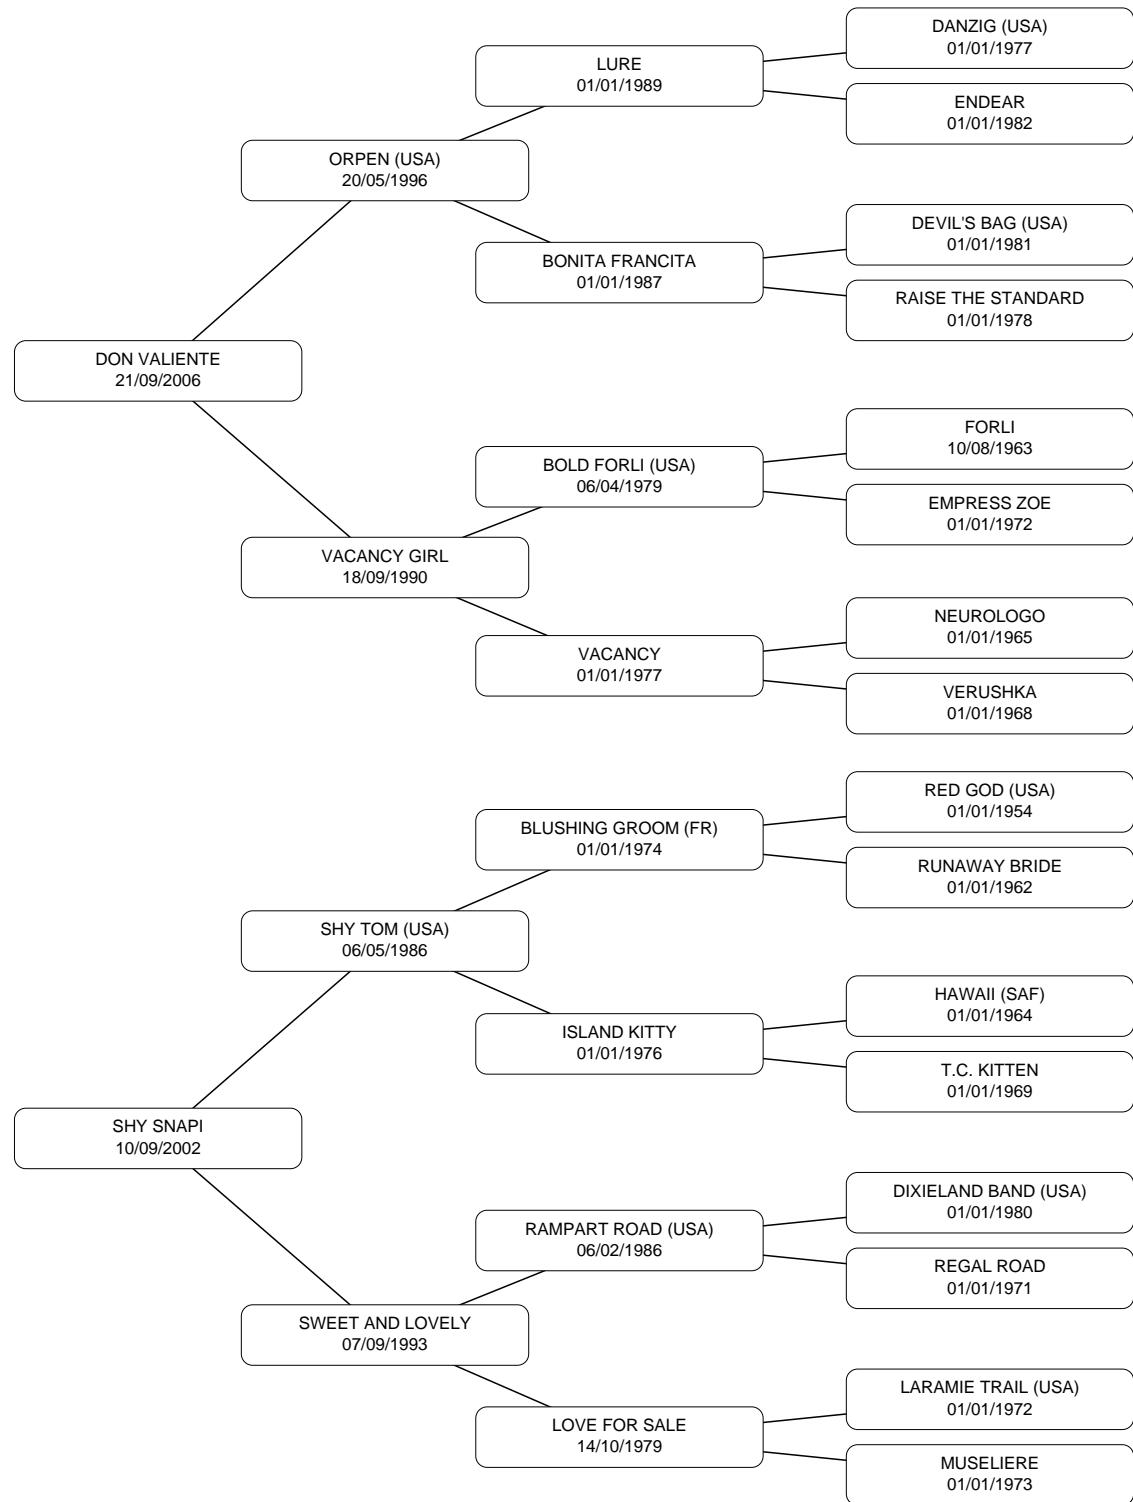 DANZIG (USA)
01/01/1977
LURE
01/01/1989
ENDEAR
01/01/1982
ORPEN (USA)
20/05/1996
DEVIL'S BAG (USA)
01/01/1981
BONITA FRANCITA
01/01/1987
RAISE THE STANDARD
01/01/1978
DON VALIENTE
21/09/2006
FORLI
10/08/1963
BOLD FORLI (USA)
06/04/1979
EMPRESS ZOE
01/01/1972
VACANCY GIRL
18/09/1990
NEUROLOGO
01/01/1965
VACANCY
01/01/1977
VERUSHKA
01/01/1968
RED GOD (USA)
01/01/1954
BLUSHING GROOM (FR)
01/01/1974
RUNAWAY BRIDE
01/01/1962
SHY TOM (USA)
06/05/1986
HAWAII (SAF)
01/01/1964
ISLAND KITTY
01/01/1976
T.C. KITTEN
01/01/1969
SHY SNAPI
10/09/2002
DIXIELAND BAND (USA)
01/01/1980
RAMPART ROAD (USA)
06/02/1986
REGAL ROAD
01/01/1971
SWEET AND LOVELY
07/09/1993
LARAMIE TRAIL (USA)
01/01/1972
LOVE FOR SALE
14/10/1979
MUSELIERE
01/01/1973